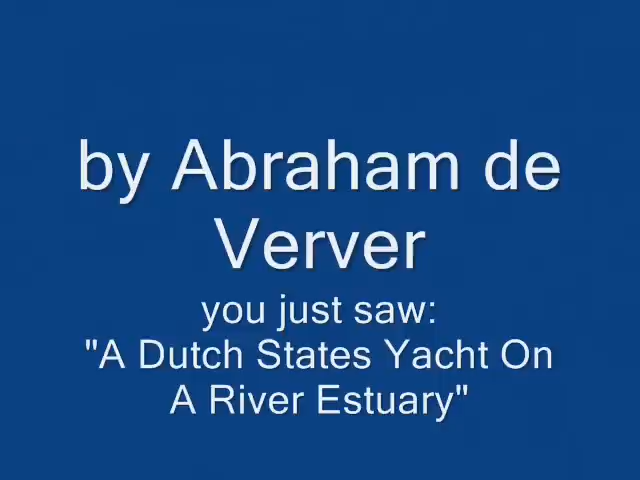 by Abraham de
Verver
you just saw:
"A Dutch States Yacht On
A River Estuary"